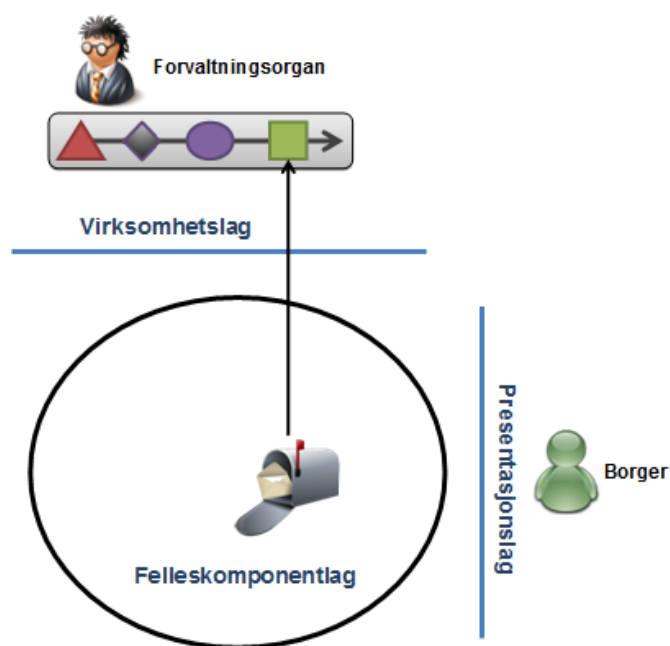 Forvaltningsorgan
Virksomhetslag
Presentasjonslag
Borger
Felleskomponentlag